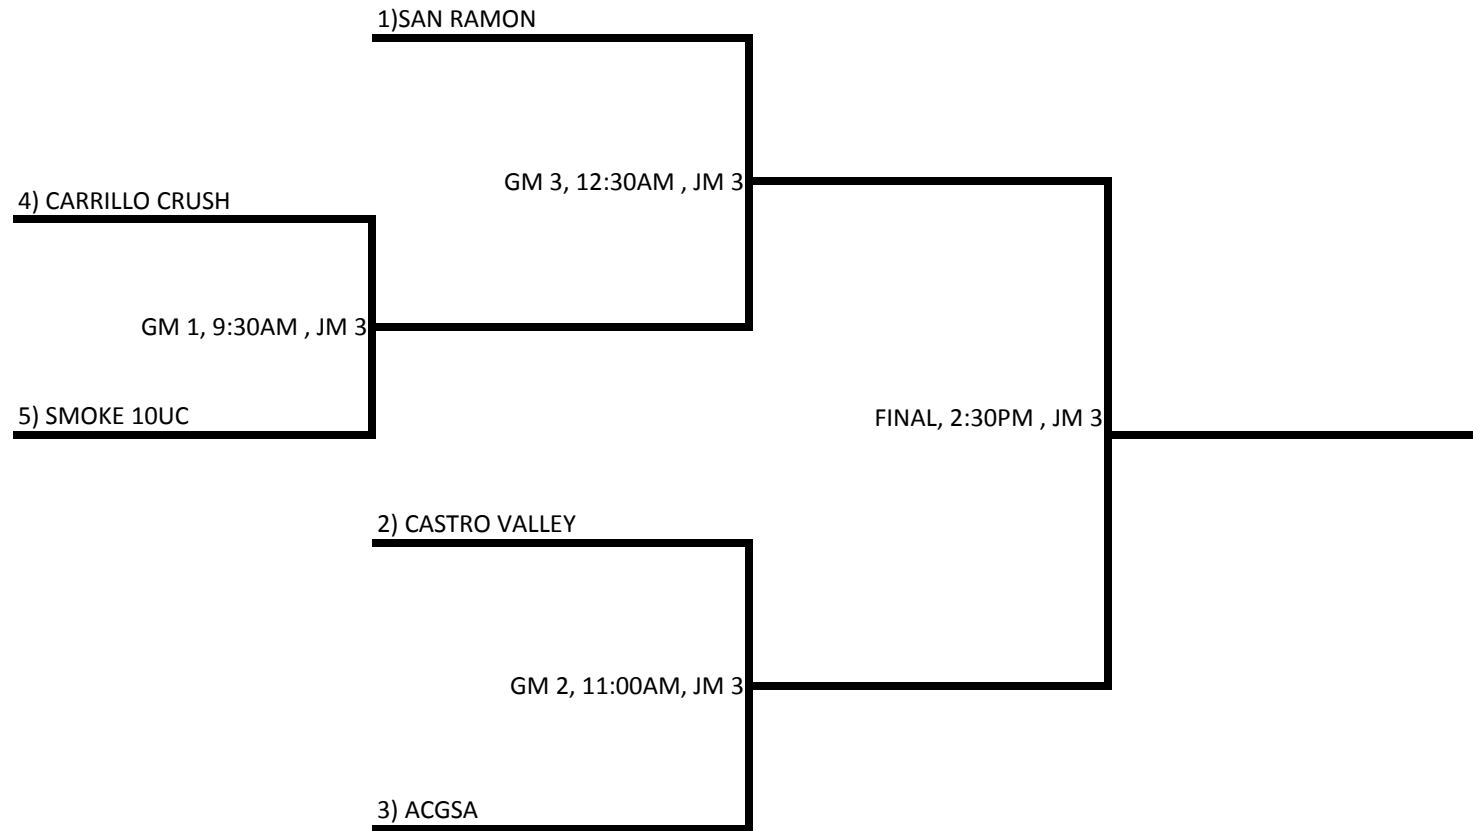 1)SAN RAMON
GM 3, 12:30AM , JM 3
4) CARRILLO CRUSH
GM 1, 9:30AM , JM 3
5) SMOKE 10UC
FINAL, 2:30PM , JM 3
2) CASTRO VALLEY
GM 2, 11:00AM, JM 3
3) ACGSA